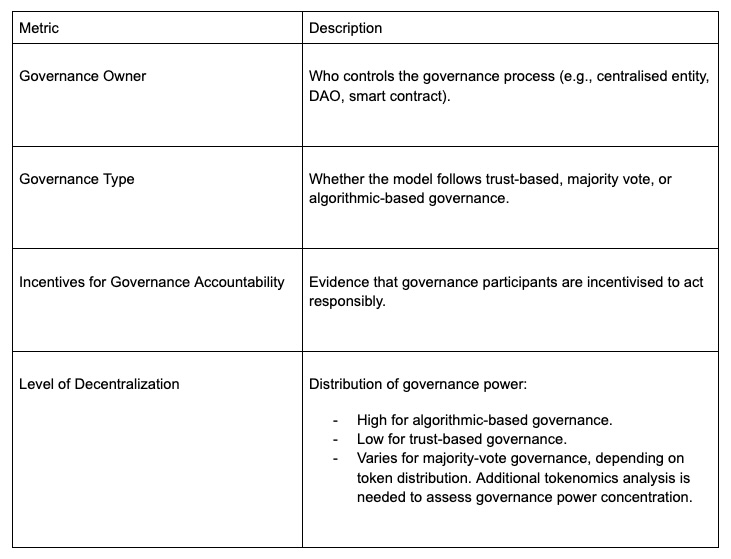 Metric
Description
Governance Owner
Who controls the governance process (e.g., centralised entity,
DAO, smart contract).
Governance Type
Whether the model follows trust-based, majority vote, or
algorithmic-based governance.
Incentives for Governance Accountability
Evidence that governance participants are incentivised to act
responsibly.
Level of Decentralization
Distribution of governance power:
- High for algorithmic-based governance.
- Low for trust-based governance.
- Varies for majority-vote governance, depending on
token distribution. Additional tokenomics analysis is
needed to assess governance power concentration.